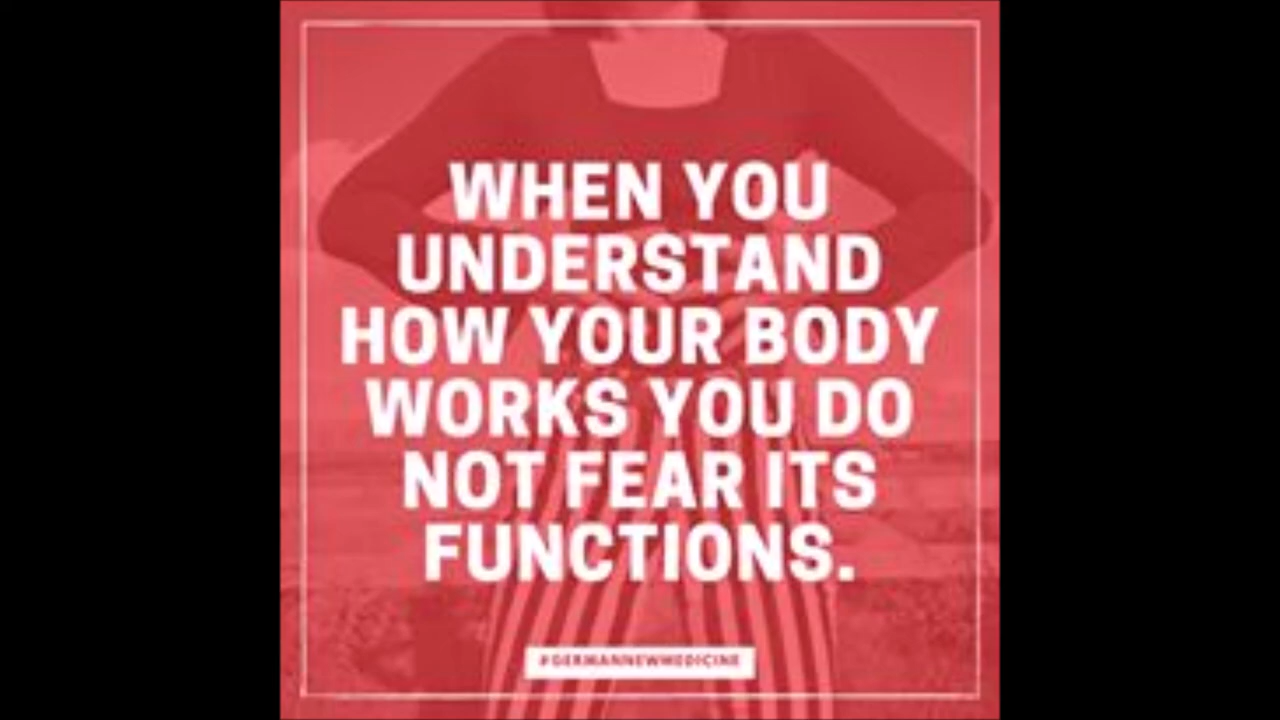 WHEN YOU
UNDERSTAND
HOW YOUR BODY
WORKS YOU DO
NOT FEAR ITS
FUNCTIONS.
#GERMANNEWMEDICINE